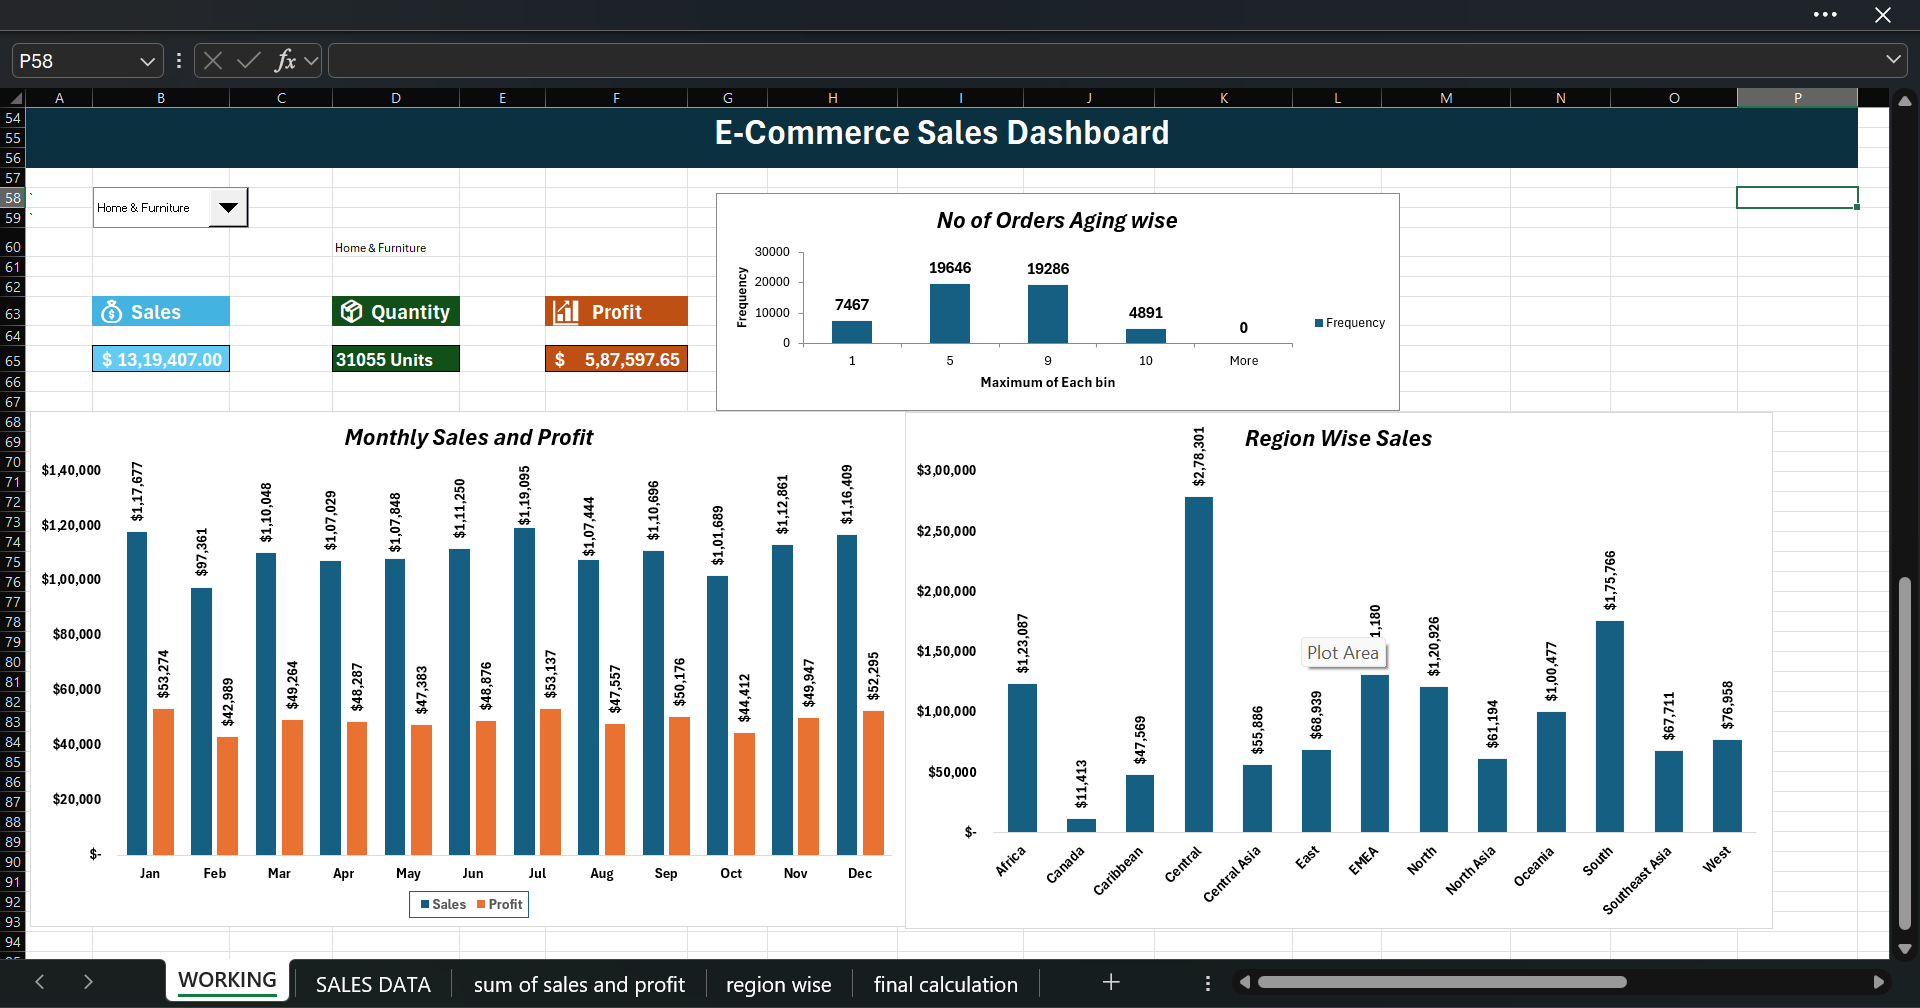 P58
fx
A B C D E F G H I J K L M N O P
54
55
56
57
58
59
60
61
62
63
64
65
66
67
68
69
70
71
72
73
74
75
76
77
78
79
80
81
82
83
84
85
86
87
88
89
90
91
92
93
94
E-Commerce Sales Dashboard
Home & Furniture
Home & Furniture
Sales
$ 13,19,407.00
Quantity
31055 Units
Profit
$ 5,87,597.65
No of Orders Aging wise
Frequency
30000
20000
10000
0
7467 19646 19286 4891 0
1 5 9 10 More
Maximum of Each bin
Frequency
Monthly Sales and Profit
$1,40,000
$1,20,000
$1,00,000
$80,000
$60,000
$40,000
$20,000
$-
$1,17,677 $53,274
$97,361 $42,989
$1,10,048 $49,264
$1,07,029 $48,287
$1,07,848 $47,383
$1,11,250 $48,876
$1,19,095 $53,137
$1,07,444 $47,557
$1,10,696 $50,176
$1,01,689 $44,412
$1,12,861 $49,947
$1,16,409 $52,295
Jan Feb Mar Apr May Jun Jul Aug Sep Oct Nov Dec
Sales Profit
Region Wise Sales
$3,00,000
$2,50,000
$2,00,000
$1,50,000
$1,00,000
$50,000
$-
$1,23,087
$11,413
$47,569
$2,78,301
$55,886
$68,939
1,180
$1,20,926
$61,194
$1,00,477
$1,75,766
$67,711
$76,958
Plot Area
Africa
Canada
Caribbean
Central
Central Asia
East
EMEA
North
North Asia
Oceania
South
Southeast Asia
West
WORKING SALES DATA sum of sales and profit region wise final calculation